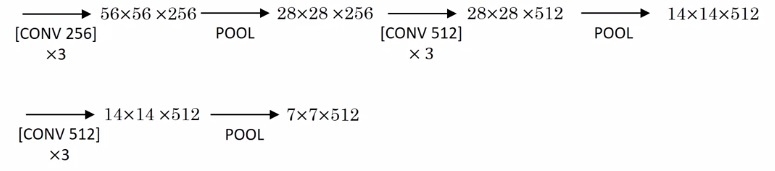 56×56 ×256 28×28 ×256 28×28 ×512 14×14×512
[CONV 256] POOL [CONV 512] POOL
×3 × 3
14×14 ×512 7×7×512
[CONV 512] POOL
×3